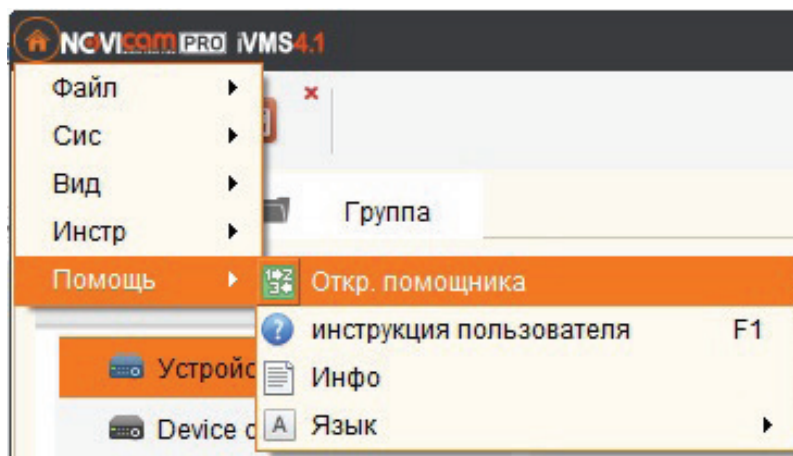 NOVICAM PRO iVMS4.1
Файл
Сис
Вид
Группа
Инстр
Помощь
Откр. помощника
инструкция пользователя F1
Устройс
Инфо
Device c
Язык